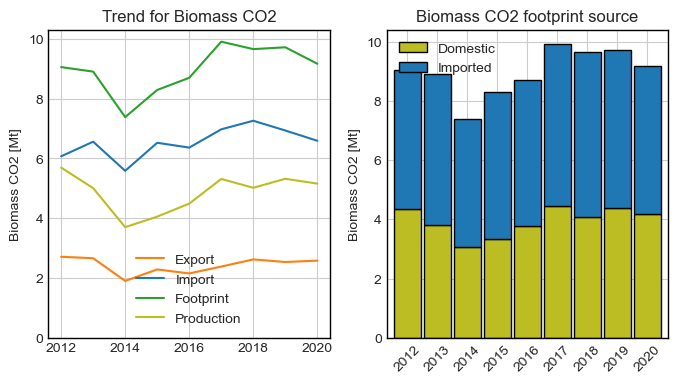 Trend for Biomass CO2
Biomass CO2 [Mt]
10
8
6
4
2
0
2012
2014
2016
2018
2020
Export
Import
Footprint
Production
Biomass CO2 footprint source
Biomass CO2 [Mt]
10
8
6
4
2
0
2012
2013
2014
2015
2016
2017
2018
2019
2020
Domestic
Imported